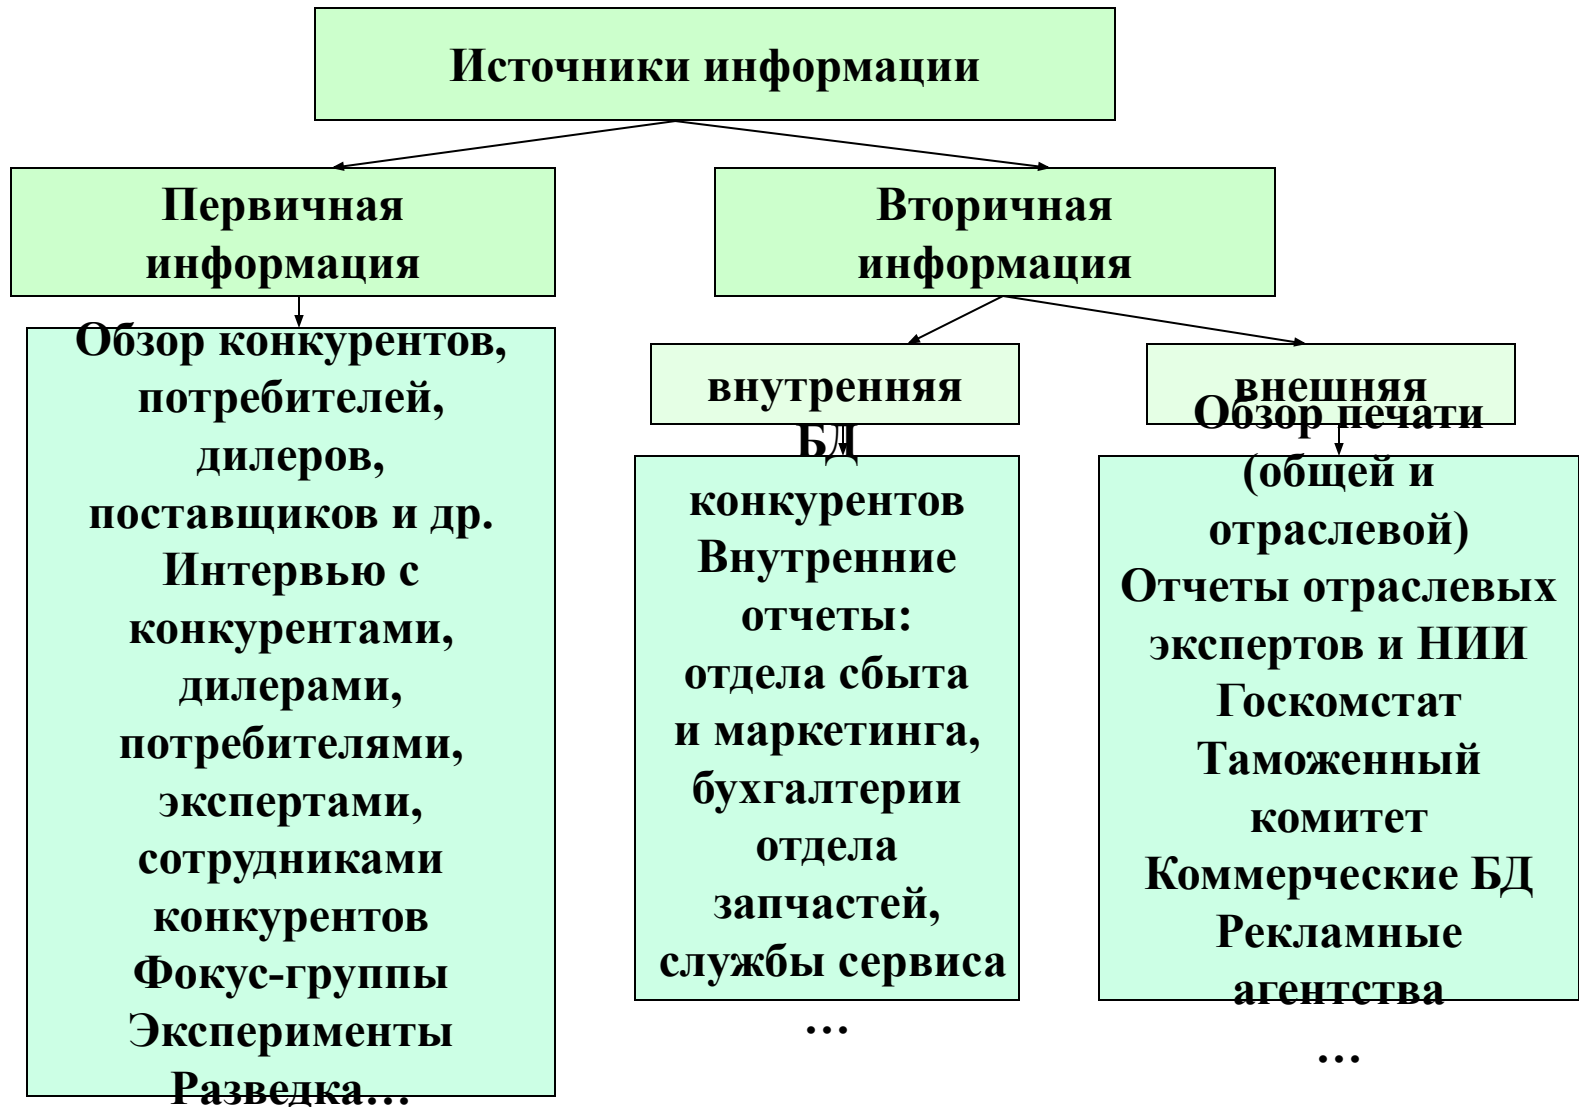 Источники информации
Первичная
информация
Вторичная
информация
Обзор конкурентов,
потребителей,
дилеров,
поставщиков и др.
Интервью с
конкурентами,
дилерами,
потребителями,
экспертами,
сотрудниками
конкурентов
Фокус-группы
Эксперименты
Разведка...
внутренняя
БД
конкурентов
Внутренние
отчеты:
отдела сбыта
и маркетинга,
бухгалтерии
отдела
запчастей,
службы сервиса
...
внешняя
Обзор печати
(общей и
отраслевой)
Отчеты отраслевых
экспертов и НИИ
Госкомстат
Таможенный
комитет
Коммерческие БД
Рекламные
агентства
...